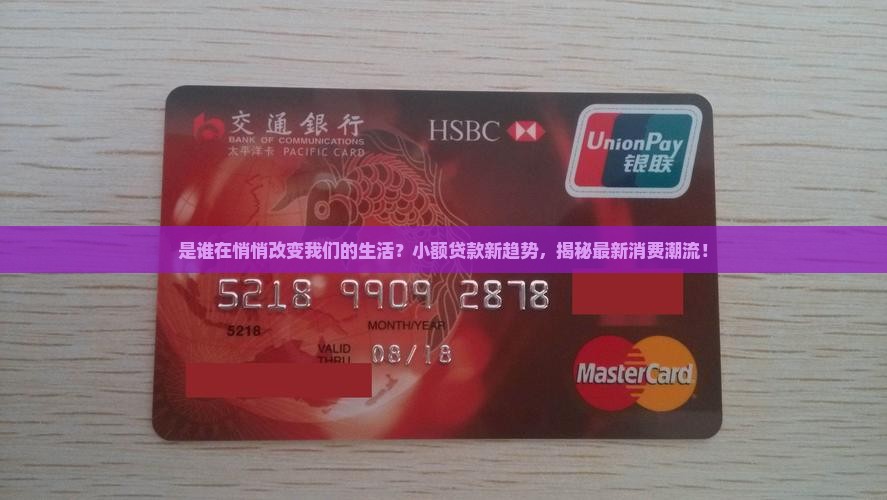 交通銀行
BANK OF COMMUNICATIONS
太平洋卡 PACIFIC CARD
HSBC
UnionPay
银联
是谁在悄悄改变我们的生活？小额贷款新趋势，揭秘最新消费潮流！
5218 9909 2878
5218
MONTH/YEAR
VALID
THRU
08/18
MasterCard